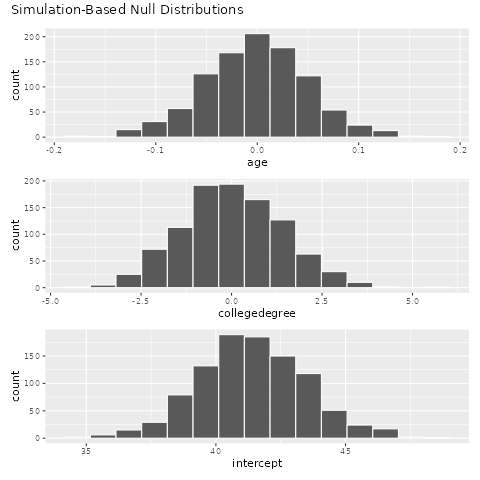 Simulation-Based Null Distributions
200
150
100
50
0
count
-0.2 -0.1 0.0 0.1 0.2
age
200
150
100
50
0
count
-5.0 -2.5 0.0 2.5 5.0
collegedegree
150
100
50
0
count
35 40 45
intercept